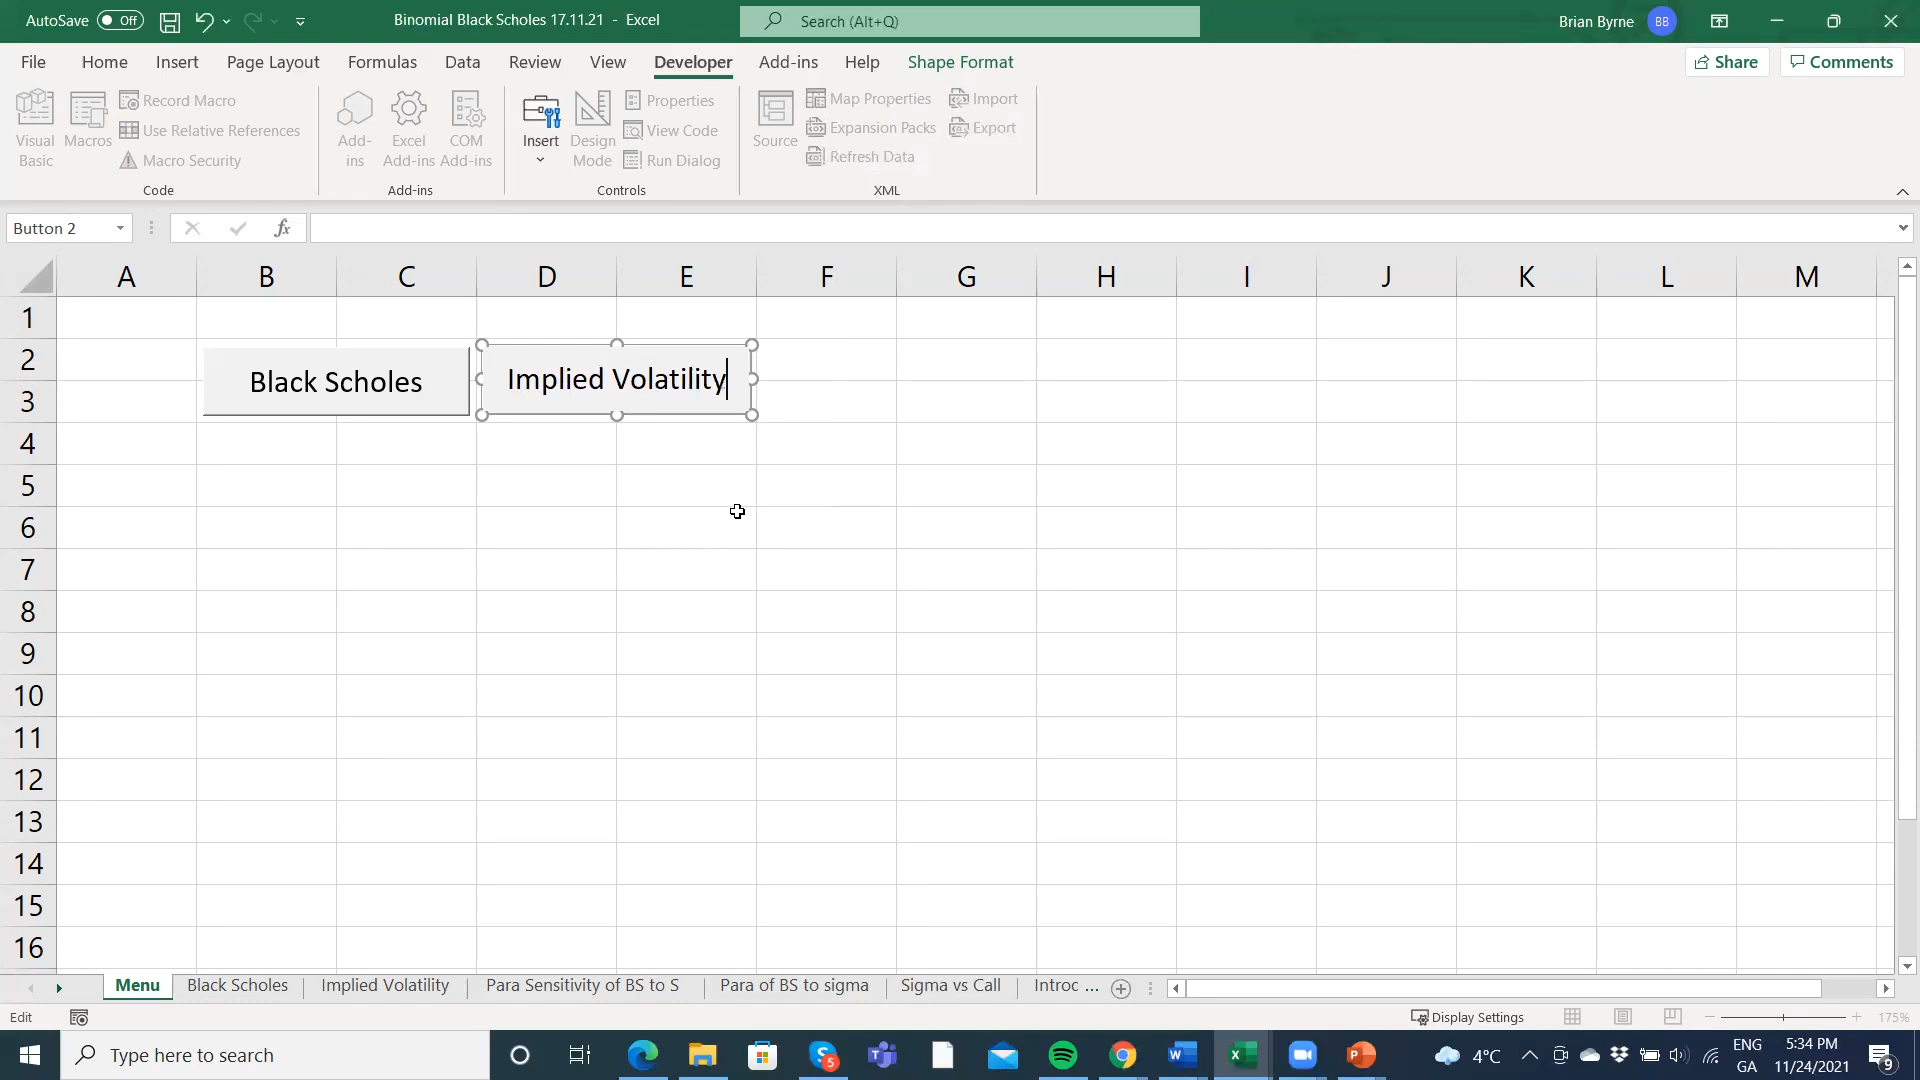 AutoSave Off Binomial Black Scholes 17.11.21 - Excel Search (Alt+Q) Brian Byrne BB
File Home Insert Page Layout Formulas Data Review View Developer Add-ins Help Shape Format Share Comments
Visual Basic
Macros
Record Macro
Use Relative References
Macro Security
Code
Add-ins
Excel Add-ins
COM Add-ins
Add-ins
Insert
Design Mode
Properties
View Code
Run Dialog
Controls
Source
Map Properties
Expansion Packs
Refresh Data
Import
Export
XML
Button 2 fx
A B C D E F G H I J K L M
1
2
3
Black Scholes Implied Volatility
4
5
6
7
8
9
10
11
12
13
14
15
16
Menu Black Scholes Implied Volatility Para Sensitivity of BS to S Para of BS to sigma Sigma vs Call Introc ...
Edit Display Settings 175%
Type here to search 5 4°C ENG GA 5:34 PM 11/24/2021 9